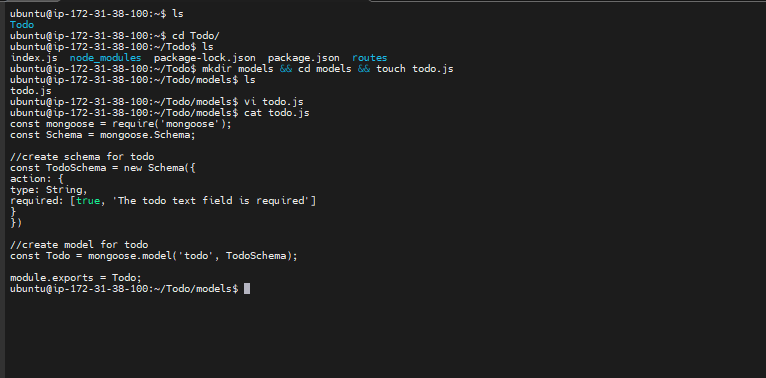 ubuntu@ip-172-31-38-100:~$ ls
Todo
ubuntu@ip-172-31-38-100:~$ cd Todo/
ubuntu@ip-172-31-38-100:~/Todo$ ls
index.js  node_modules  package-lock.json  package.json  routes
ubuntu@ip-172-31-38-100:~/Todo$ mkdir models && cd models && touch todo.js
ubuntu@ip-172-31-38-100:~/Todo/models$ ls
todo.js
ubuntu@ip-172-31-38-100:~/Todo/models$ vi todo.js
ubuntu@ip-172-31-38-100:~/Todo/models$ cat todo.js
const mongoose = require('mongoose');
const Schema = mongoose.Schema;

//create schema for todo
const TodoSchema = new Schema({
action: {
type: String,
required: [true, 'The todo text field is required']
}
})

//create model for todo
const Todo = mongoose.model('todo', TodoSchema);

module.exports = Todo;
ubuntu@ip-172-31-38-100:~/Todo/models$